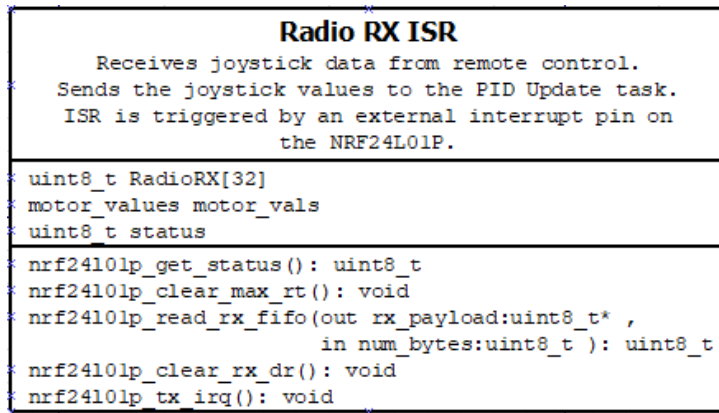 Radio RX ISR
Receives joystick data from remote control.
Sends the joystick values to the PID Update task.
ISR is triggered by an external interrupt pin on
the NRF24L01P.
uint8_t RadioRX[32]
motor_values motor_vals
uint8_t status
nrf24l01p_get_status(): uint8_t
nrf24l01p_clear_max_rt(): void
nrf24l01p_read_rx_fifo(out rx_payload:uint8_t* ,
in num_bytes:uint8_t ): uint8_t
nrf24l01p_clear_rx_dr(): void
nrf24l01p_tx_irq(): void